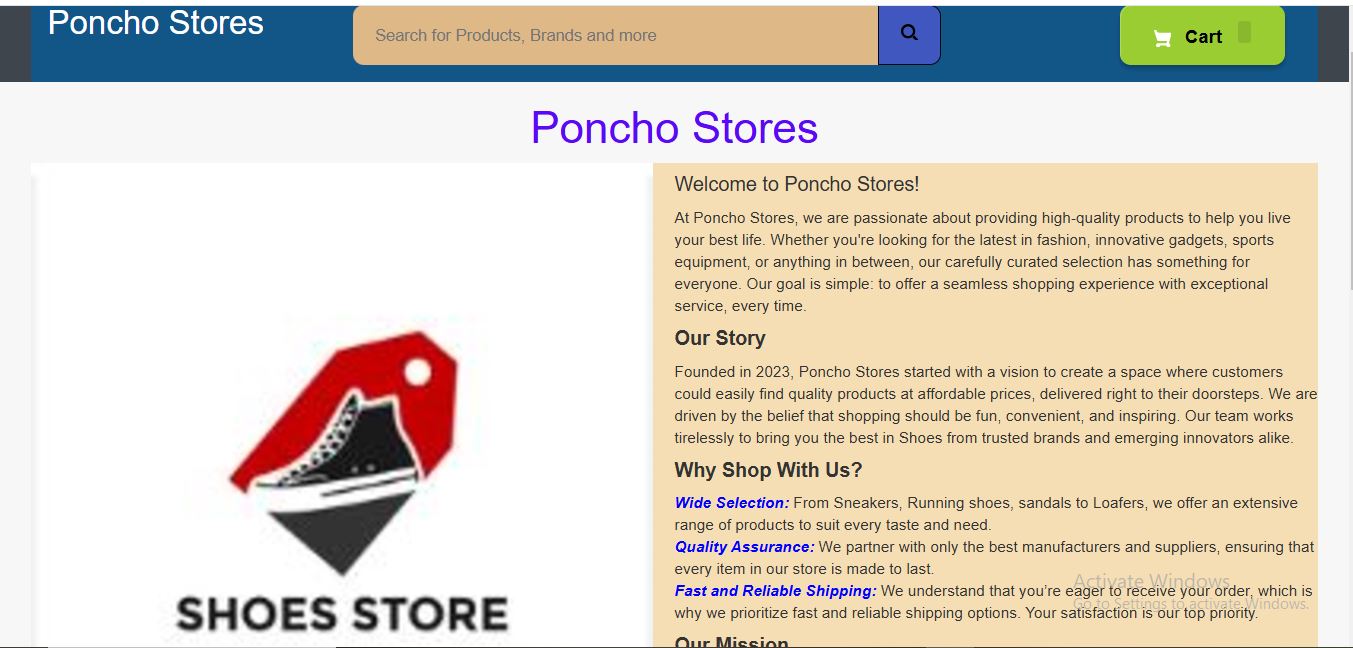 Poncho Stores
Search for Products, Brands and more
Cart
Poncho Stores
SHOES STORE
Welcome to Poncho Stores!
At Poncho Stores, we are passionate about providing high-quality products to help you live
your best life. Whether you're looking for the latest in fashion, innovative gadgets, sports
equipment, or anything in between, our carefully curated selection has something for
everyone. Our goal is simple: to offer a seamless shopping experience with exceptional
service, every time.
Our Story
Founded in 2023, Poncho Stores started with a vision to create a space where customers
could easily find quality products at affordable prices, delivered right to their doorsteps. We are
driven by the belief that shopping should be fun, convenient, and inspiring. Our team works
tirelessly to bring you the best in Shoes from trusted brands and emerging innovators alike.
Why Shop With Us?
Wide Selection: From Sneakers, Running shoes, sandals to Loafers, we offer an extensive
range of products to suit every taste and need.
Quality Assurance: We partner with only the best manufacturers and suppliers, ensuring that
every item in our store is made to last.
Fast and Reliable Shipping: We understand that you’re eager to receive your order, which is
why we prioritize fast and reliable shipping options. Your satisfaction is our top priority.
Our Mission
Activate Windows
Go to Settings to activate Windows.